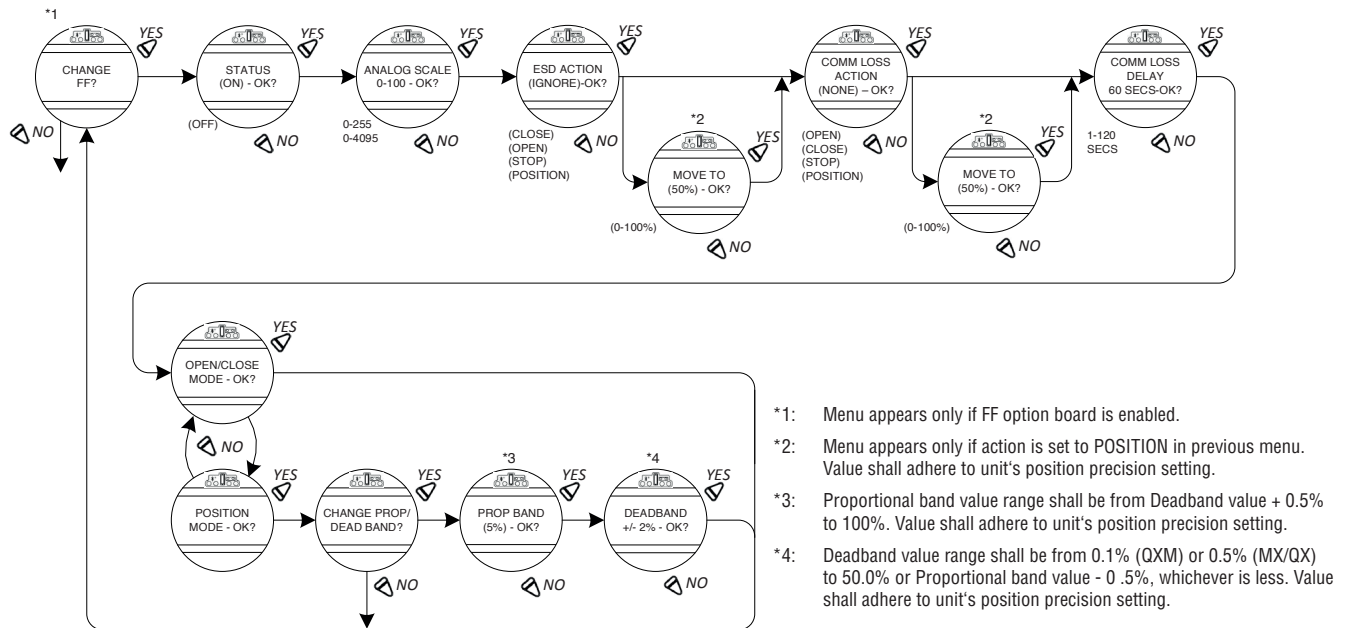 *1
YES
CHANGE
FF?
NO
YES
STATUS
(ON) - OK?
(OFF)
NO
YES
ANALOG SCALE
0-100 - OK?
0-255
0-4095
NO
YES
ESD ACTION
(IGNORE)-OK?
(CLOSE)
(OPEN)
(STOP)
(POSITION)
NO
*2
YES
MOVE TO
(50%) - OK?
(0-100%)
NO
YES
COMM LOSS
ACTION
(NONE) – OK?
(OPEN)
(CLOSE)
(STOP)
(POSITION)
NO
*2
YES
MOVE TO
(50%) - OK?
(0-100%)
NO
YES
COMM LOSS
DELAY
60 SECS-OK?
1-120
SECS
NO
YES
OPEN/CLOSE
MODE - OK?
NO
YES
POSITION
MODE - OK?
YES
CHANGE PROP/
DEAD BAND?
NO
*3
YES
PROP BAND
(5%) - OK?
NO
*4
YES
DEADBAND
+/- 2% - OK?
NO
*1: Menu appears only if FF option board is enabled.
*2: Menu appears only if action is set to POSITION in previous menu.
Value shall adhere to unit's position precision setting.
*3: Proportional band value range shall be from Deadband value + 0.5%
to 100%. Value shall adhere to unit's position precision setting.
*4: Deadband value range shall be from 0.1% (QXM) or 0.5% (MX/QX)
to 50.0% or Proportional band value - 0 .5%, whichever is less. Value
shall adhere to unit's position precision setting.